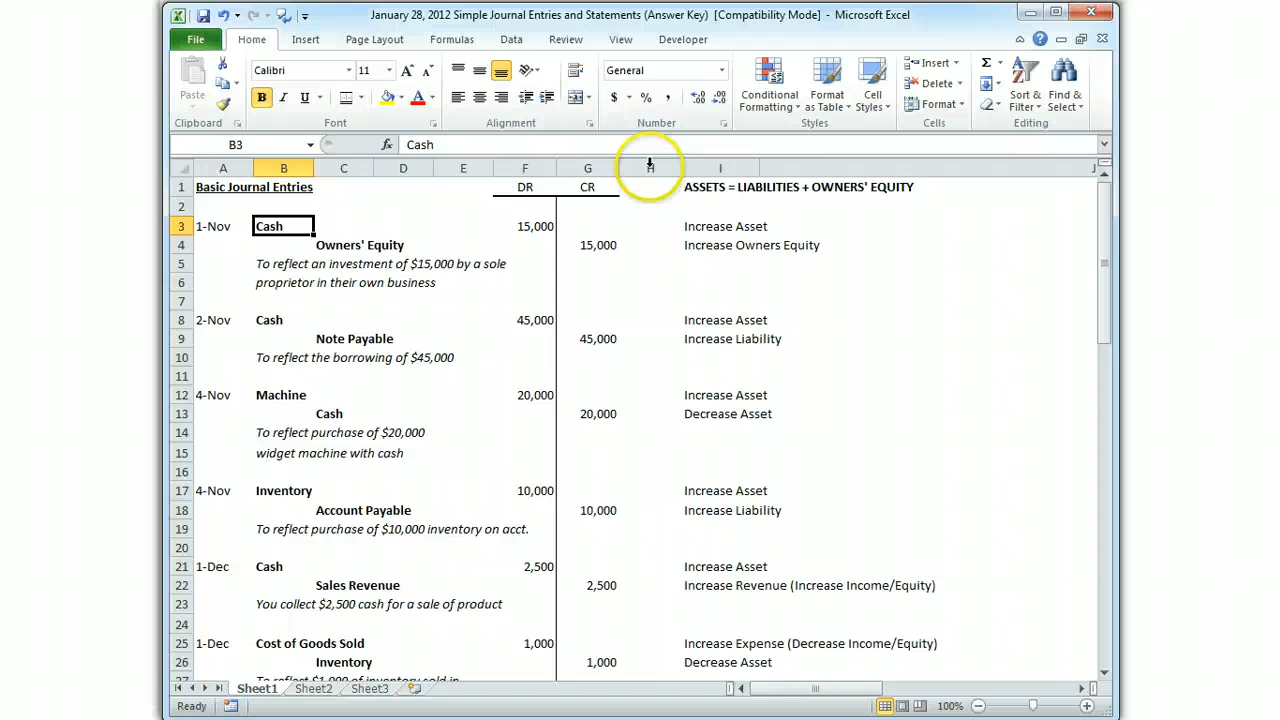 January 28, 2012 Simple Journal Entries and Statements (Answer Key) [Compatibility Mode] - Microsoft Excel
File Home Insert Page Layout Formulas Data Review View Developer
Paste
Calibri 11 A A
B I U A
General
$ % ,
Conditional Formatting
Format as Table
Cell Styles
Insert
Delete
Format
Σ
Sort & Filter
Find & Select
Clipboard Font Alignment Number Styles Cells Editing
B3 fx Cash
A B C D E F G H I J
1 Basic Journal Entries DR CR ASSETS = LIABILITIES + OWNERS' EQUITY
2
3 1-Nov Cash 15,000 Increase Asset
4 Owners' Equity 15,000 Increase Owners Equity
5 To reflect an investment of $15,000 by a sole
6 proprietor in their own business
7
8 2-Nov Cash 45,000 Increase Asset
9 Note Payable 45,000 Increase Liability
10 To reflect the borrowing of $45,000
11
12 4-Nov Machine 20,000 Increase Asset
13 Cash 20,000 Decrease Asset
14 To reflect purchase of $20,000
15 widget machine with cash
16
17 4-Nov Inventory 10,000 Increase Asset
18 Account Payable 10,000 Increase Liability
19 To reflect purchase of $10,000 inventory on acct.
20
21 1-Dec Cash 2,500 Increase Asset
22 Sales Revenue 2,500 Increase Revenue (Increase Income/Equity)
23 You collect $2,500 cash for a sale of product
24
25 1-Dec Cost of Goods Sold 1,000 Increase Expense (Decrease Income/Equity)
26 Inventory 1,000 Decrease Asset
27 To reflect $1,000 of inventory sold in
Sheet1 Sheet2 Sheet3
Ready 100%